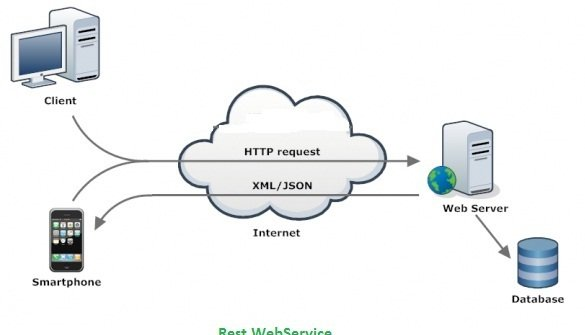 Client
HTTP request
XML/JSON
Internet
Web Server
Smartphone
Database
Rest WebService